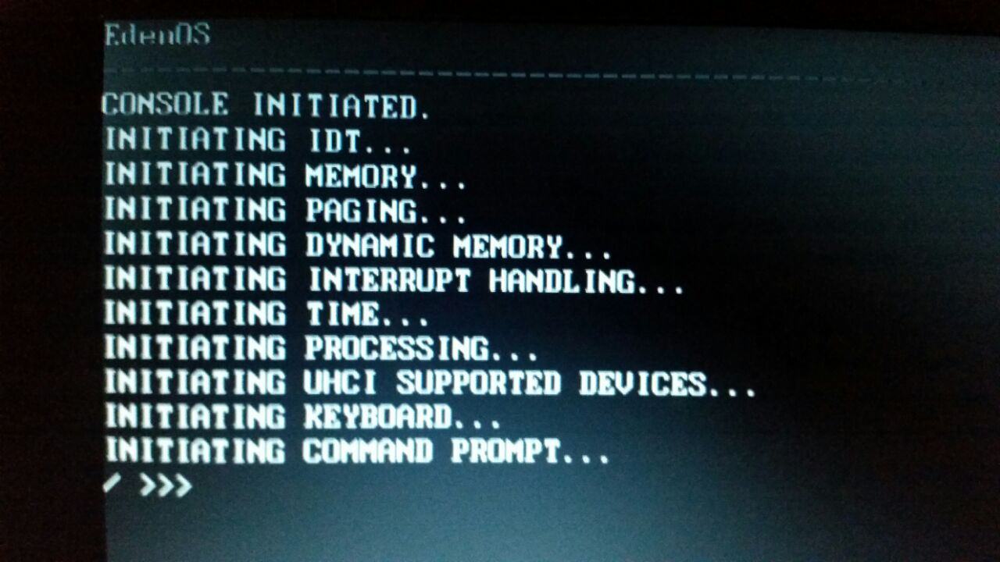 EdenOS
--------------------------------------------------------------------------------
CONSOLE INITIATED.
INITIATING IDT...
INITIATING MEMORY...
INITIATING PAGING...
INITIATING DYNAMIC MEMORY...
INITIATING INTERRUPT HANDLING...
INITIATING TIME...
INITIATING PROCESSING...
INITIATING UHCI SUPPORTED DEVICES...
INITIATING KEYBOARD...
INITIATING COMMAND PROMPT...
/ >>>